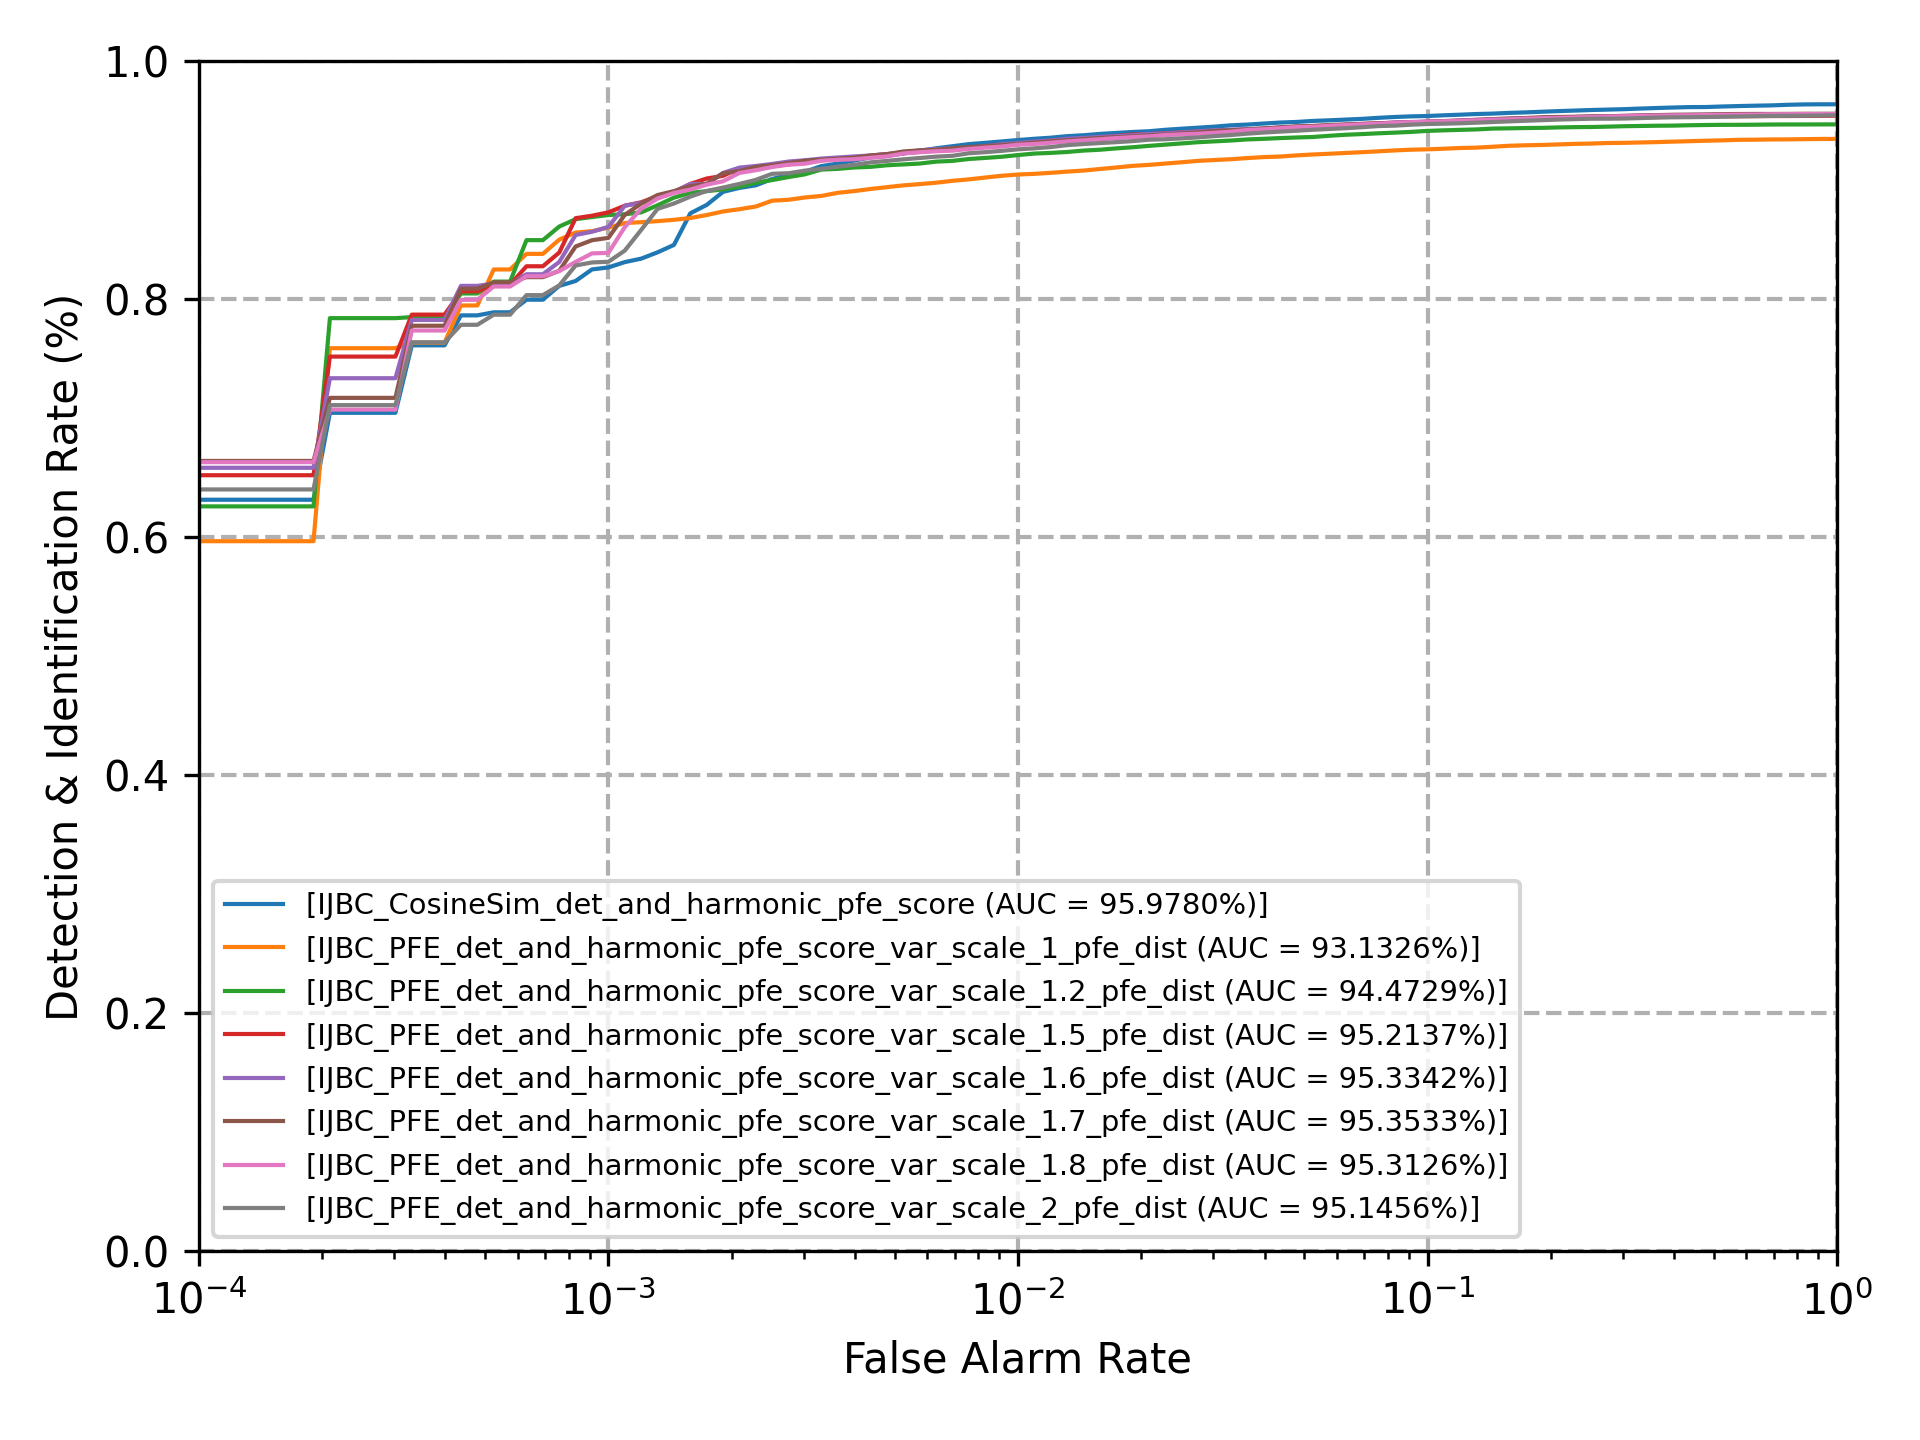 1.0
0.8
0.6
0.4
0.2
0.0
Detection & Identification Rate (%)
[IJBC_CosineSim_det_and_harmonic_pfe_score (AUC = 95.9780%)]
[IJBC_PFE_det_and_harmonic_pfe_score_var_scale_1_pfe_dist (AUC = 93.1326%)]
[IJBC_PFE_det_and_harmonic_pfe_score_var_scale_1.2_pfe_dist (AUC = 94.4729%)]
[IJBC_PFE_det_and_harmonic_pfe_score_var_scale_1.5_pfe_dist (AUC = 95.2137%)]
[IJBC_PFE_det_and_harmonic_pfe_score_var_scale_1.6_pfe_dist (AUC = 95.3342%)]
[IJBC_PFE_det_and_harmonic_pfe_score_var_scale_1.7_pfe_dist (AUC = 95.3533%)]
[IJBC_PFE_det_and_harmonic_pfe_score_var_scale_1.8_pfe_dist (AUC = 95.3126%)]
[IJBC_PFE_det_and_harmonic_pfe_score_var_scale_2_pfe_dist (AUC = 95.1456%)]
10⁻⁴ 10⁻³ 10⁻² 10⁻¹ 10⁰
False Alarm Rate